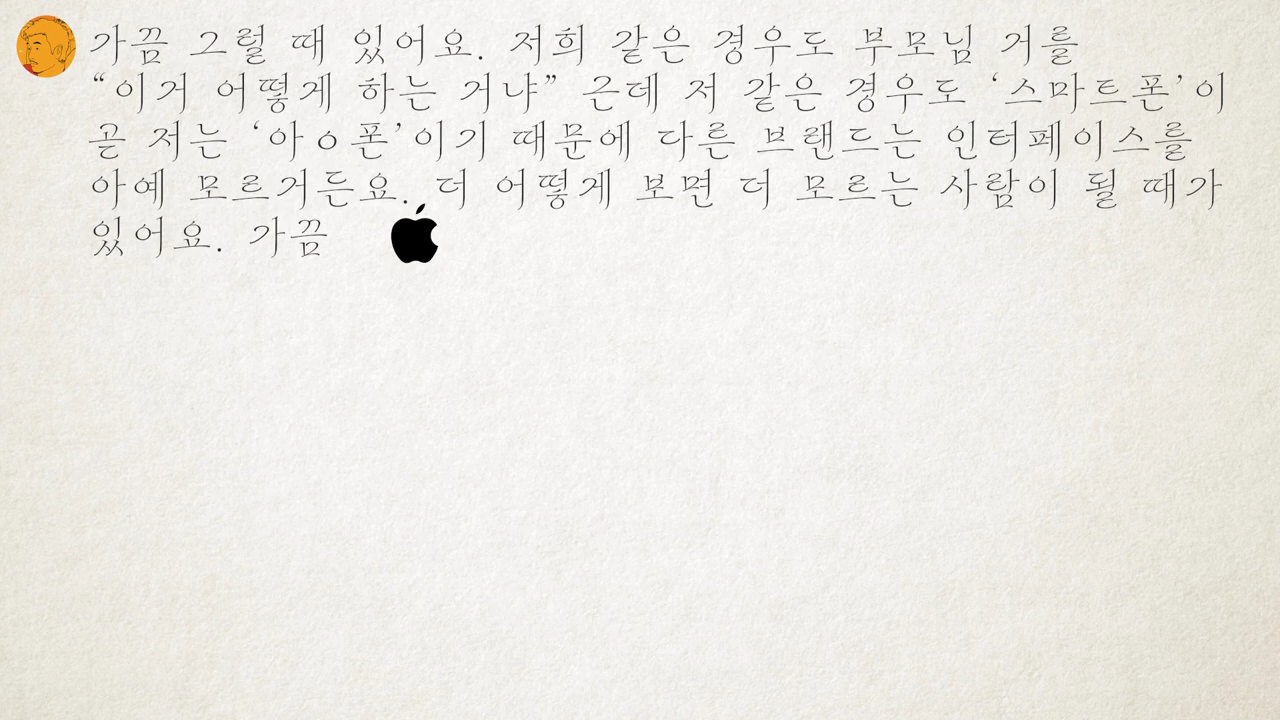 가끔 그럴 때 있어요. 저희 같은 경우도 부모님 거를
“이거 어떻게 하는 거냐” 근데 저 같은 경우도 ‘스마트폰’이
곧 저는 ‘아ㅇ폰’이기 때문에 다른 브랜드는 인터페이스를
아예 모르거든요. 더 어떻게 보면 더 모르는 사람이 될 때가
있어요. 가끔